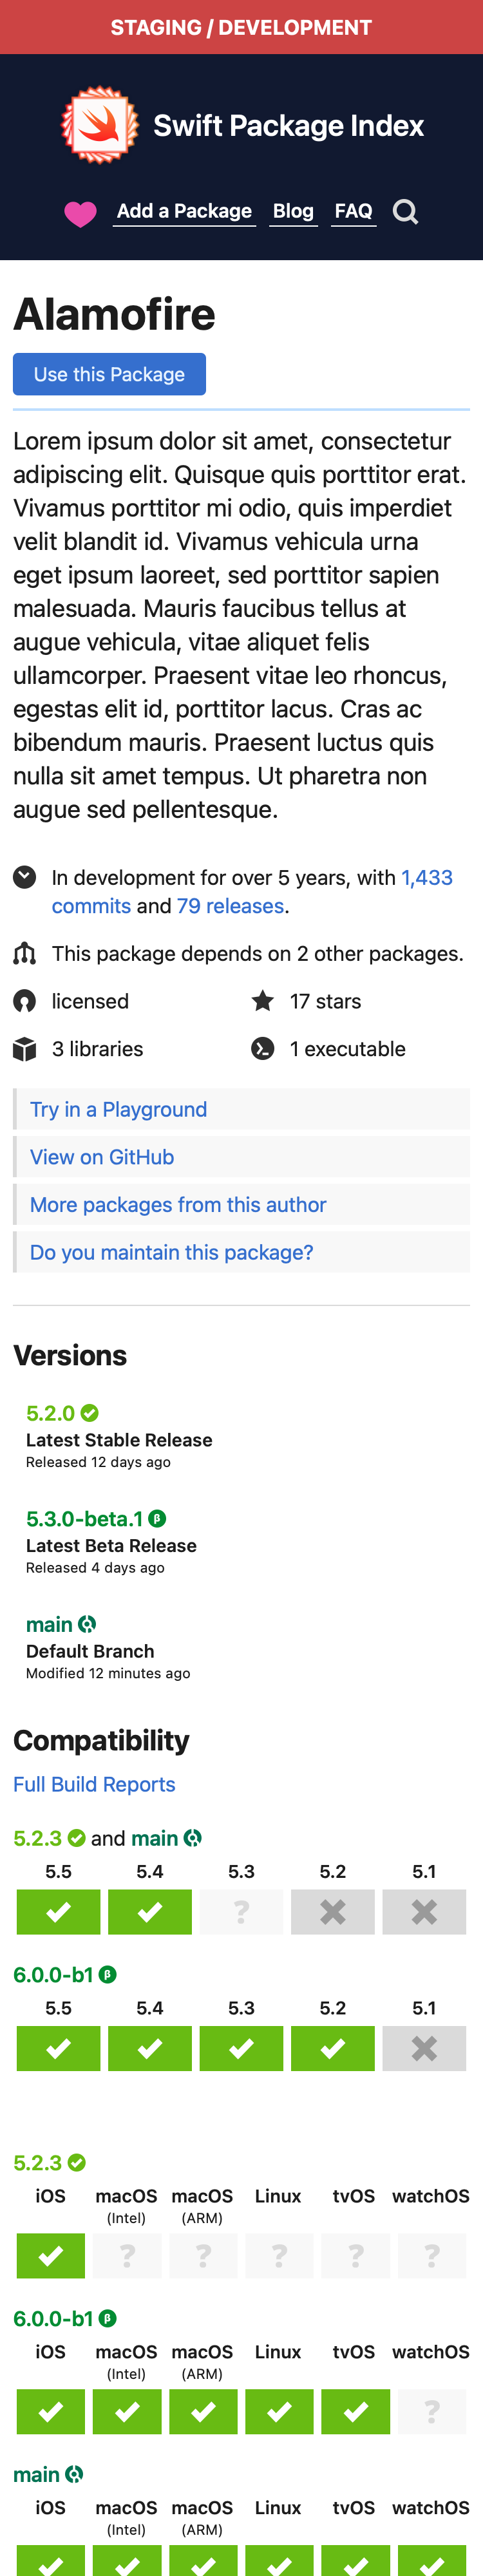 STAGING / DEVELOPMENT
Swift Package Index
Add a Package Blog FAQ
Alamofire
Use this Package
Lorem ipsum dolor sit amet, consectetur
adipiscing elit. Quisque quis porttitor erat.
Vivamus porttitor mi odio, quis imperdiet
velit blandit id. Vivamus vehicula urna
eget ipsum laoreet, sed porttitor sapien
malesuada. Mauris faucibus tellus at
augue vehicula, vitae aliquet felis
ullamcorper. Praesent vitae leo rhoncus,
egestas elit id, porttitor lacus. Cras ac
bibendum mauris. Praesent luctus quis
nulla sit amet tempus. Ut pharetra non
augue sed pellentesque.
In development for over 5 years, with 1,433
commits and 79 releases.
This package depends on 2 other packages.
licensed 17 stars
3 libraries 1 executable
Try in a Playground
View on GitHub
More packages from this author
Do you maintain this package?
Versions
5.2.0
Latest Stable Release
Released 12 days ago
5.3.0-beta.1 β
Latest Beta Release
Released 4 days ago
main
Default Branch
Modified 12 minutes ago
Compatibility
Full Build Reports
5.2.3 and main
5.5 5.4 5.3 5.2 5.1
?
6.0.0-b1 β
5.5 5.4 5.3 5.2 5.1
5.2.3
iOS macOS macOS Linux tvOS watchOS
(Intel) (ARM)
? ? ? ? ?
6.0.0-b1 β
iOS macOS macOS Linux tvOS watchOS
(Intel) (ARM)
?
main
iOS macOS macOS Linux tvOS watchOS
(Intel) (ARM)